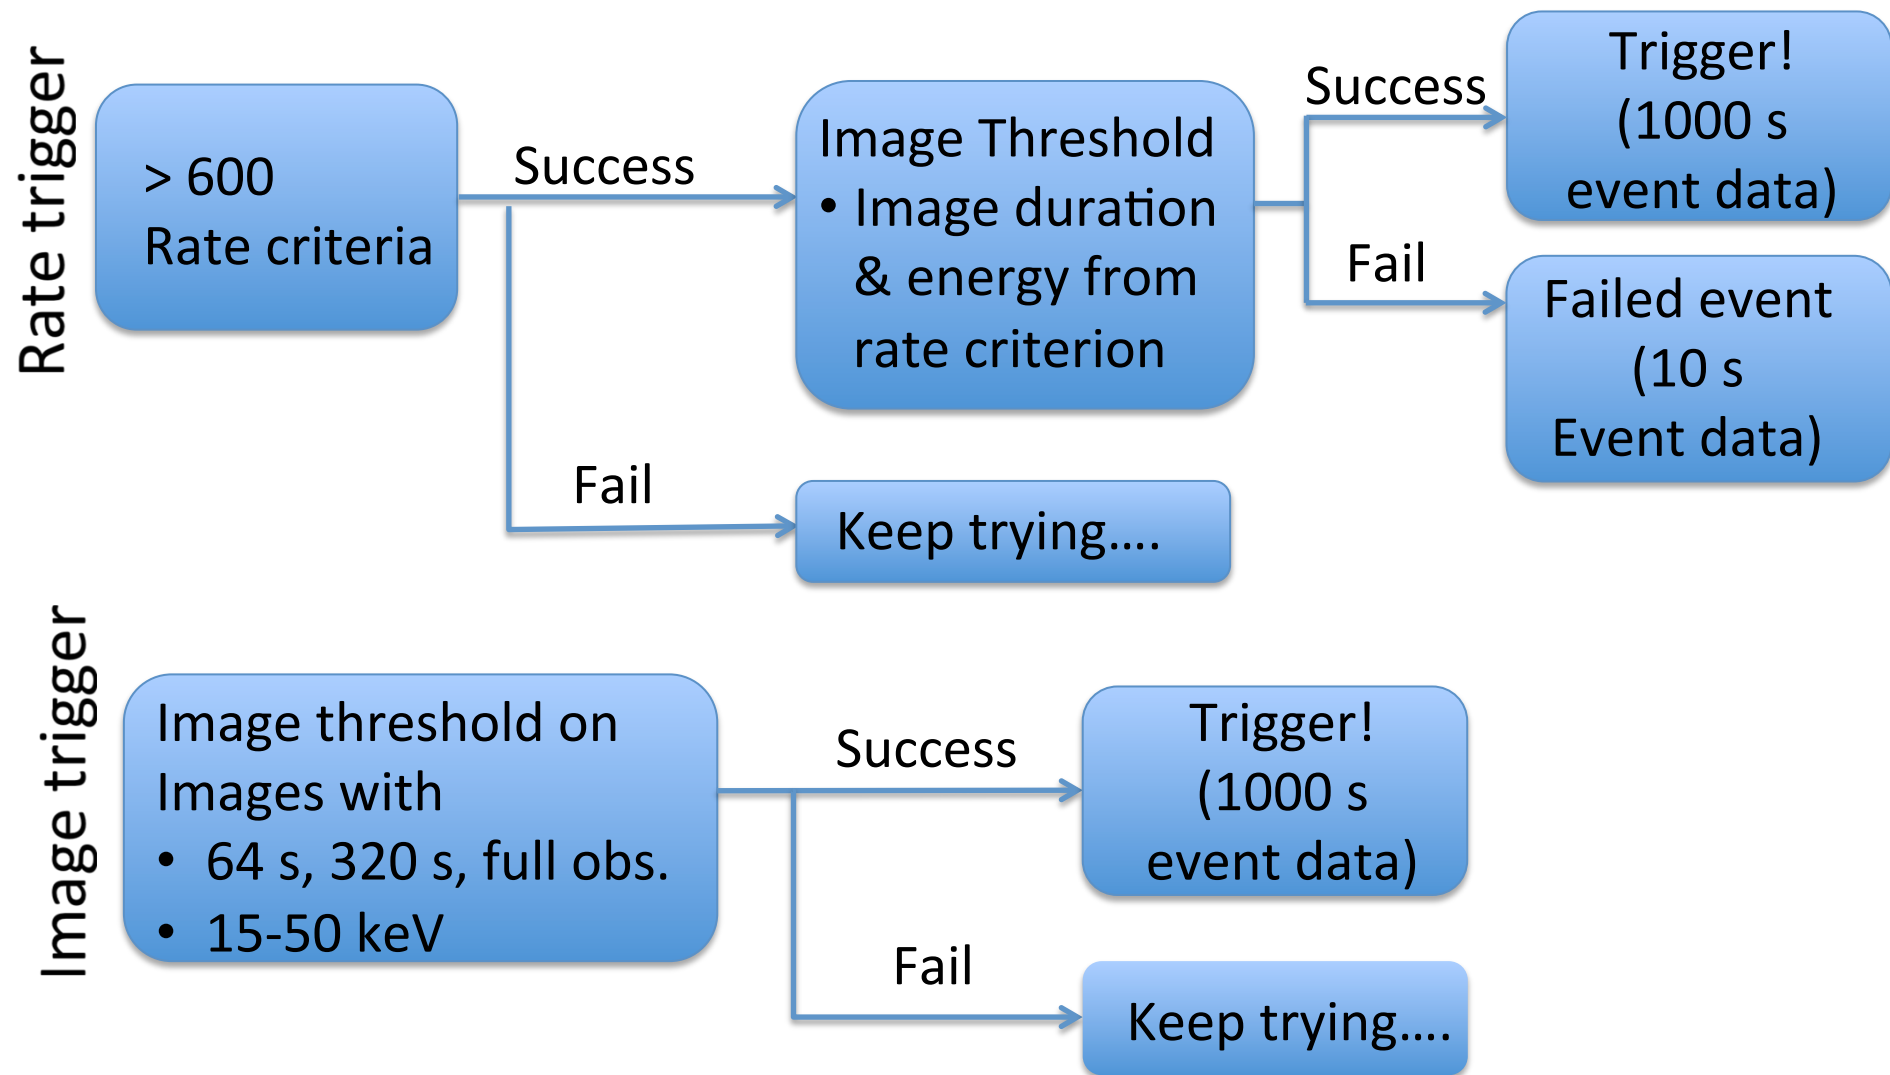 Rate trigger
> 600
Rate criteria
Success
Fail
Image Threshold
• Image duration
& energy from
rate criterion
Keep trying....
Success
Fail
Trigger!
(1000 s
event data)
Failed event
(10 s
Event data)
Image trigger
Image threshold on
Images with
• 64 s, 320 s, full obs.
• 15-50 keV
Success
Fail
Trigger!
(1000 s
event data)
Keep trying....